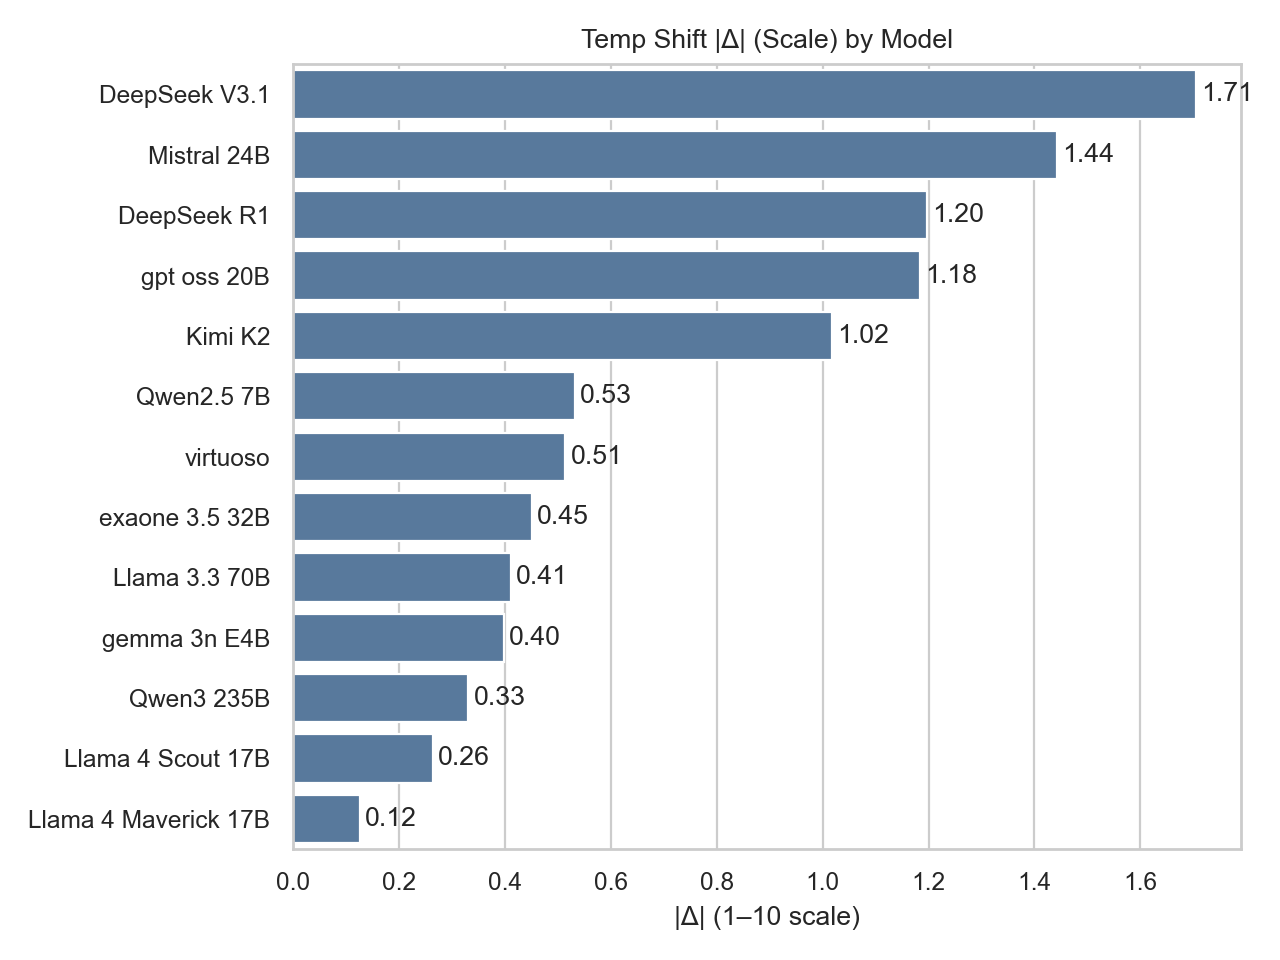 Temp Shift |Δ| (Scale) by Model
DeepSeek V3.1
1.71
Mistral 24B
1.44
DeepSeek R1
1.20
gpt oss 20B
1.18
Kimi K2
1.02
Qwen2.5 7B
0.53
virtuoso
0.51
exaone 3.5 32B
0.45
Llama 3.3 70B
0.41
gemma 3n E4B
0.40
Qwen3 235B
0.33
Llama 4 Scout 17B
0.26
Llama 4 Maverick 17B
0.12
0.0 0.2 0.4 0.6 0.8 1.0 1.2 1.4 1.6
|Δ| (1–10 scale)